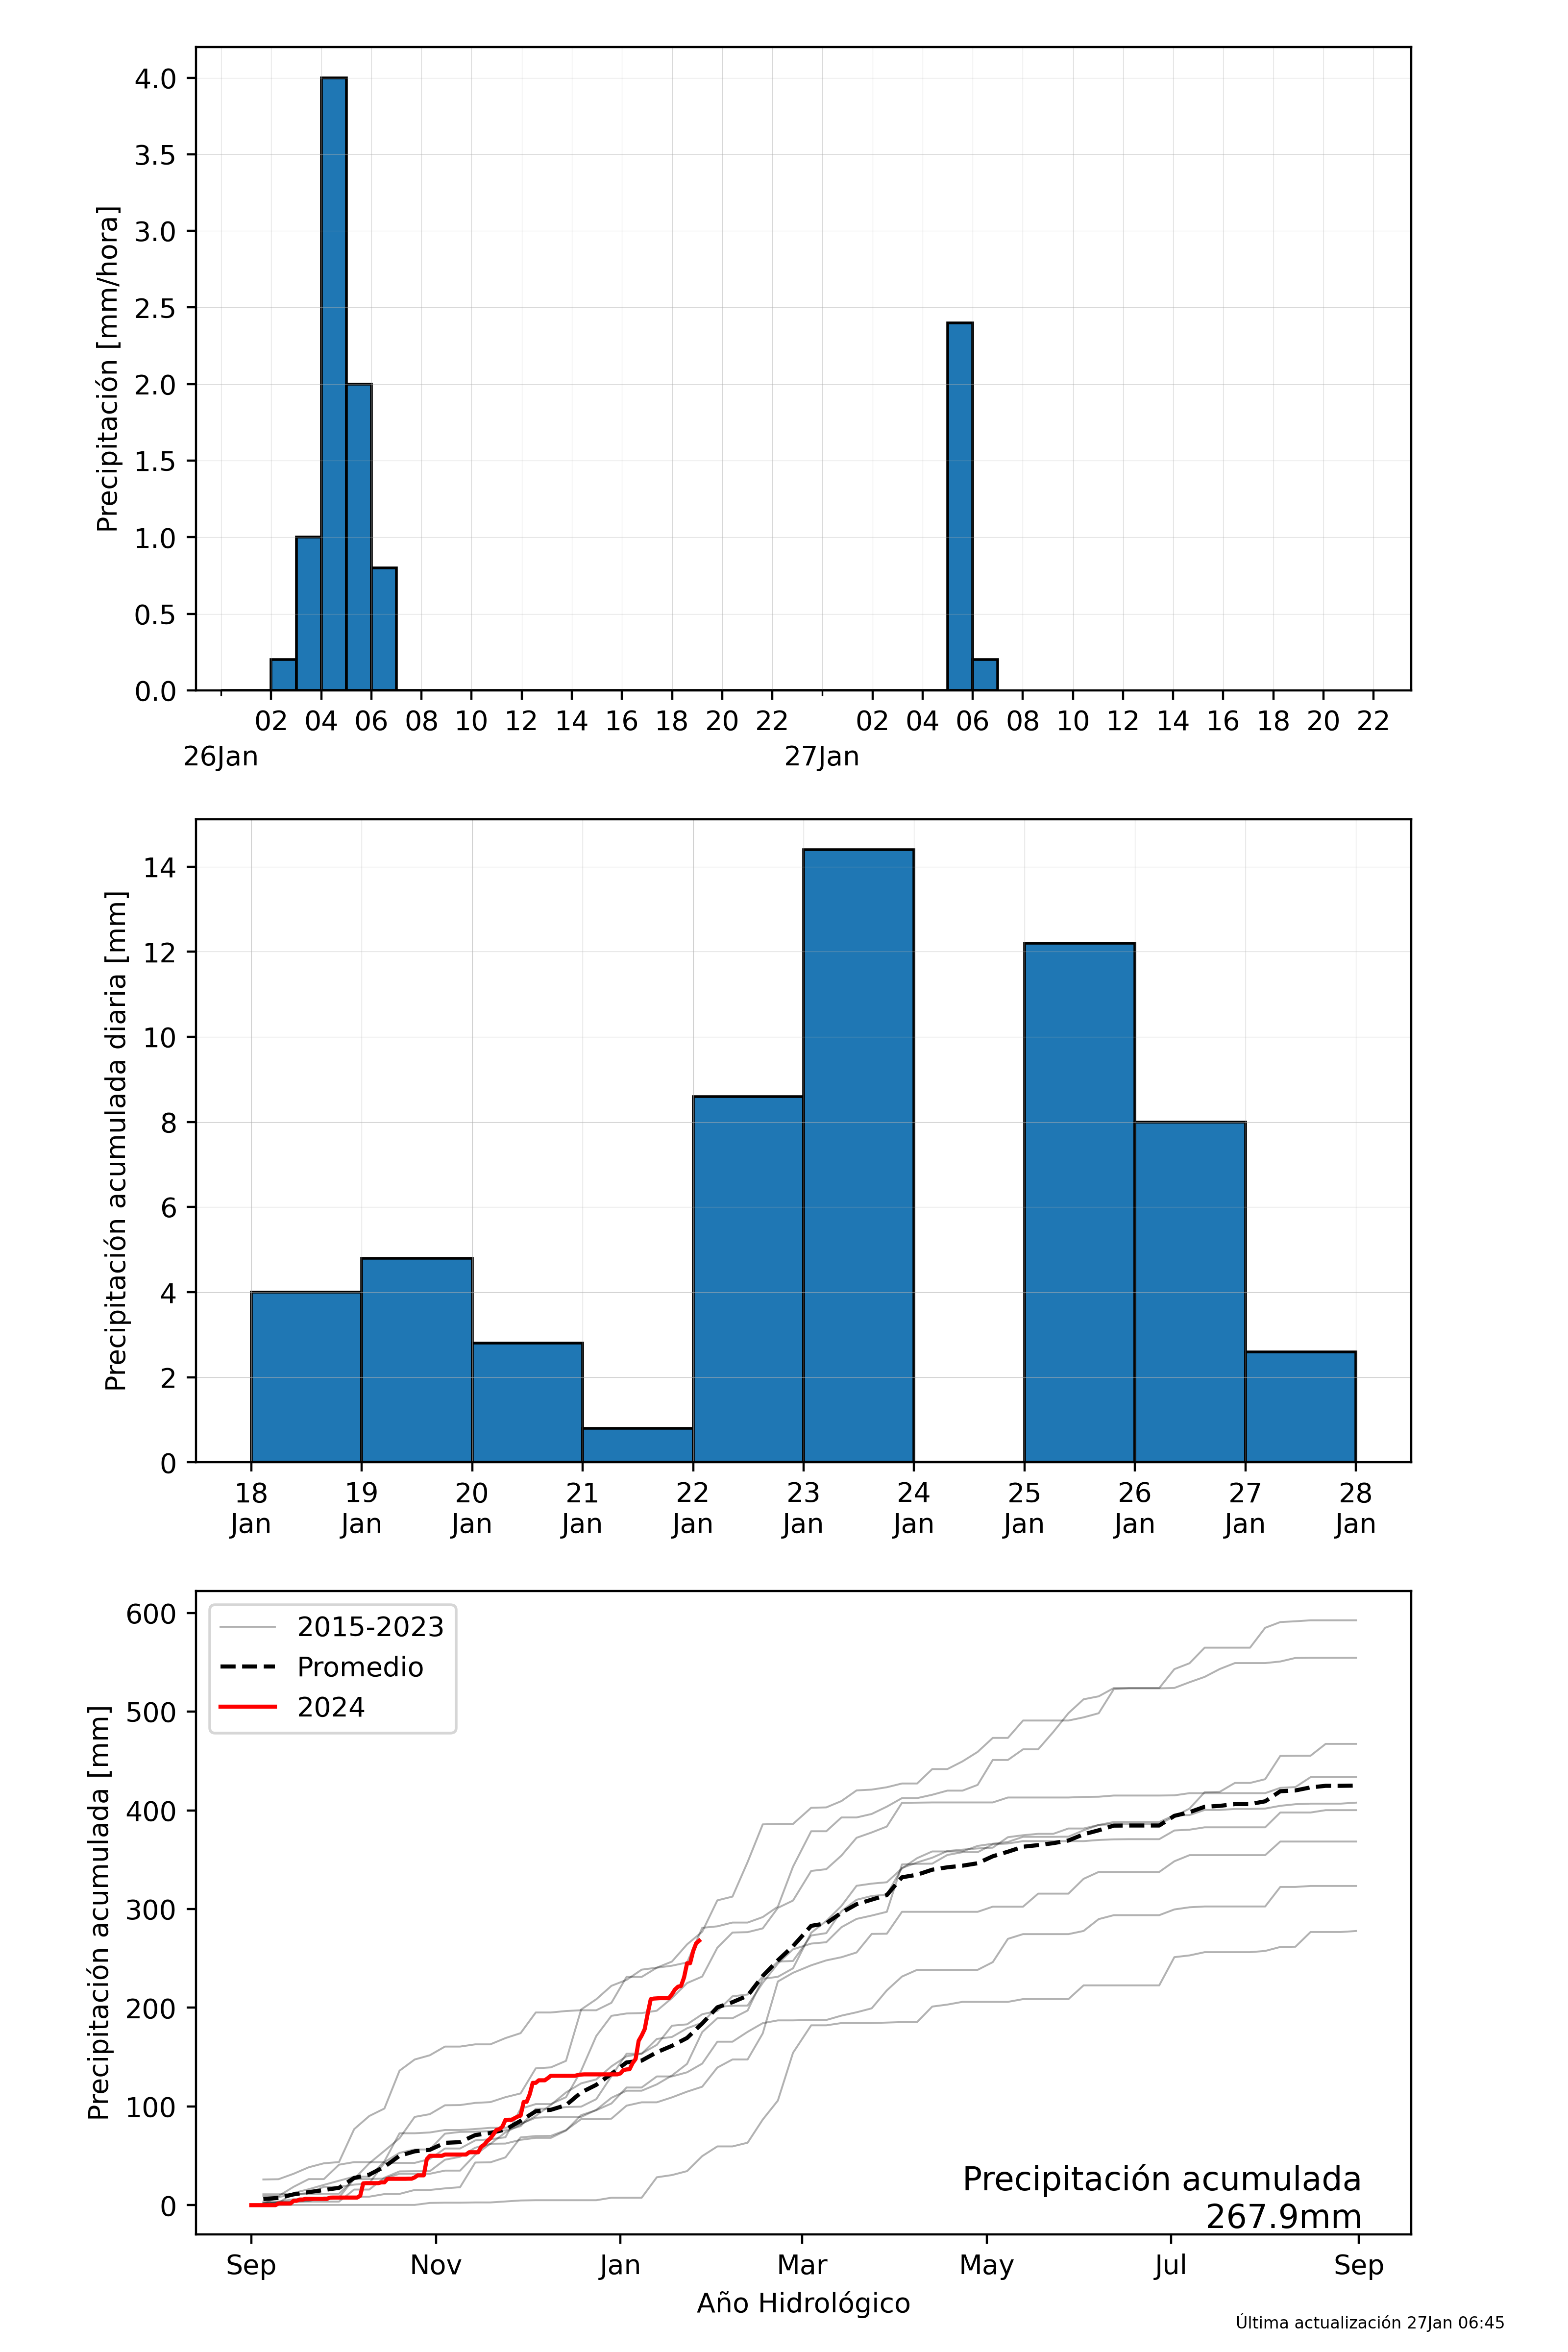 Precipitación [mm/hora]
4.0
3.5
3.0
2.5
2.0
1.5
1.0
0.5
0.0
02 04 06 08 10 12 14 16 18 20 22 02 04 06 08 10 12 14 16 18 20 22
26Jan 27Jan
Precipitación acumulada diaria [mm]
14
12
10
8
6
4
2
0
18 19 20 21 22 23 24 25 26 27 28
Jan Jan Jan Jan Jan Jan Jan Jan Jan Jan Jan
Precipitación acumulada [mm]
600
500
400
300
200
100
0
2015-2023
Promedio
2024
Precipitación acumulada
267.9mm
Sep Nov Jan Mar May Jul Sep
Año Hidrológico
Última actualización 27Jan 06:45